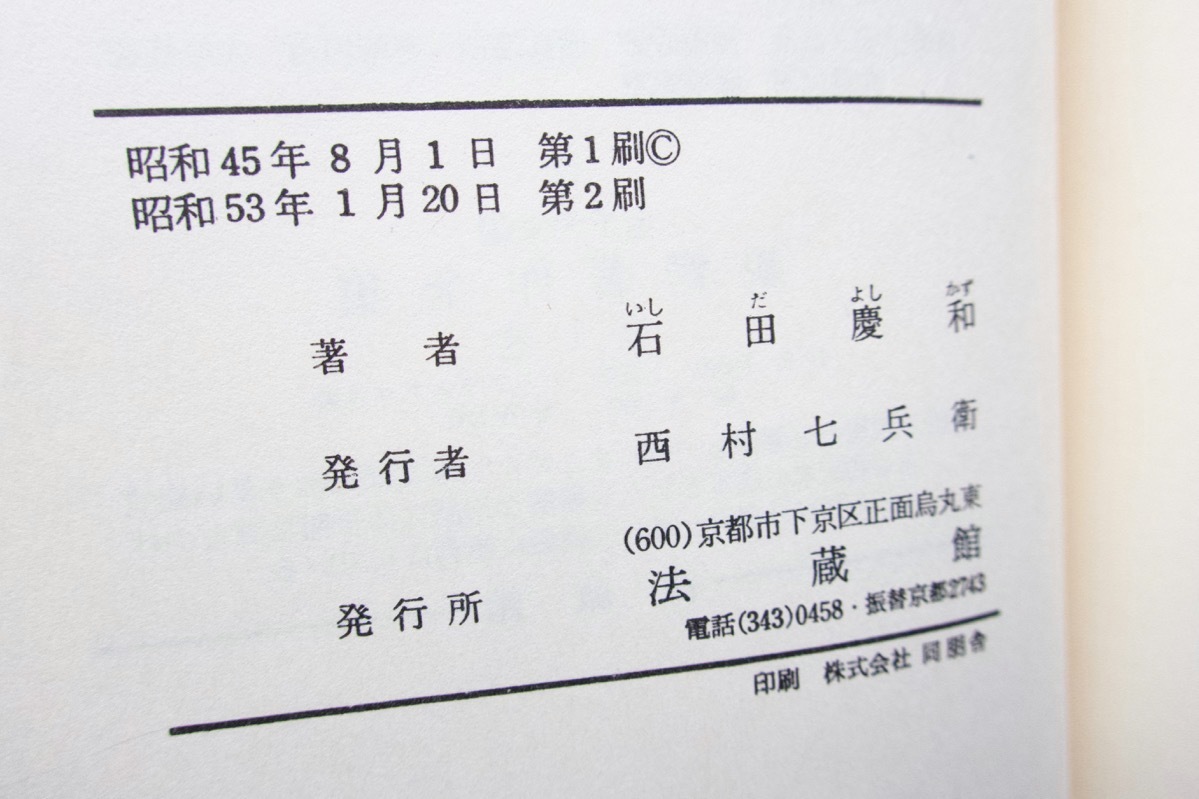 昭和45年8月1日 第1刷Ⓒ
昭和53年1月20日 第2刷
いし だ よし かず
著者 石田慶和
発行者 西村七兵衛
(600)京都市下京区正面烏丸東
発行所 法蔵館
電話(343)0458・振替京都2743
印刷 株式会社 同朋舎